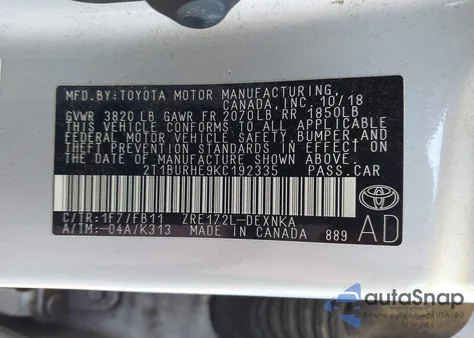 MFD.BY:TOYOTA MOTOR MANUFACTURING,
CANADA, INC. 10/18
GVWR 3820 LB GAWR FR 2070LB RR 1850LB
THIS VEHICLE CONFORMS TO ALL APPLICABLE
FEDERAL MOTOR VEHICLE SAFETY, BUMPER, AND
THEFT PREVENTION STANDARDS IN EFFECT ON
THE DATE OF MANUFACTURE SHOWN ABOVE.
2T1BURHE9KC192335 PASS.CAR
C/TR:1F7/FB11 ZRE172L-DEXNKA
A/TM:-04A/K313 MADE IN CANADA 889
AD
autoSnap